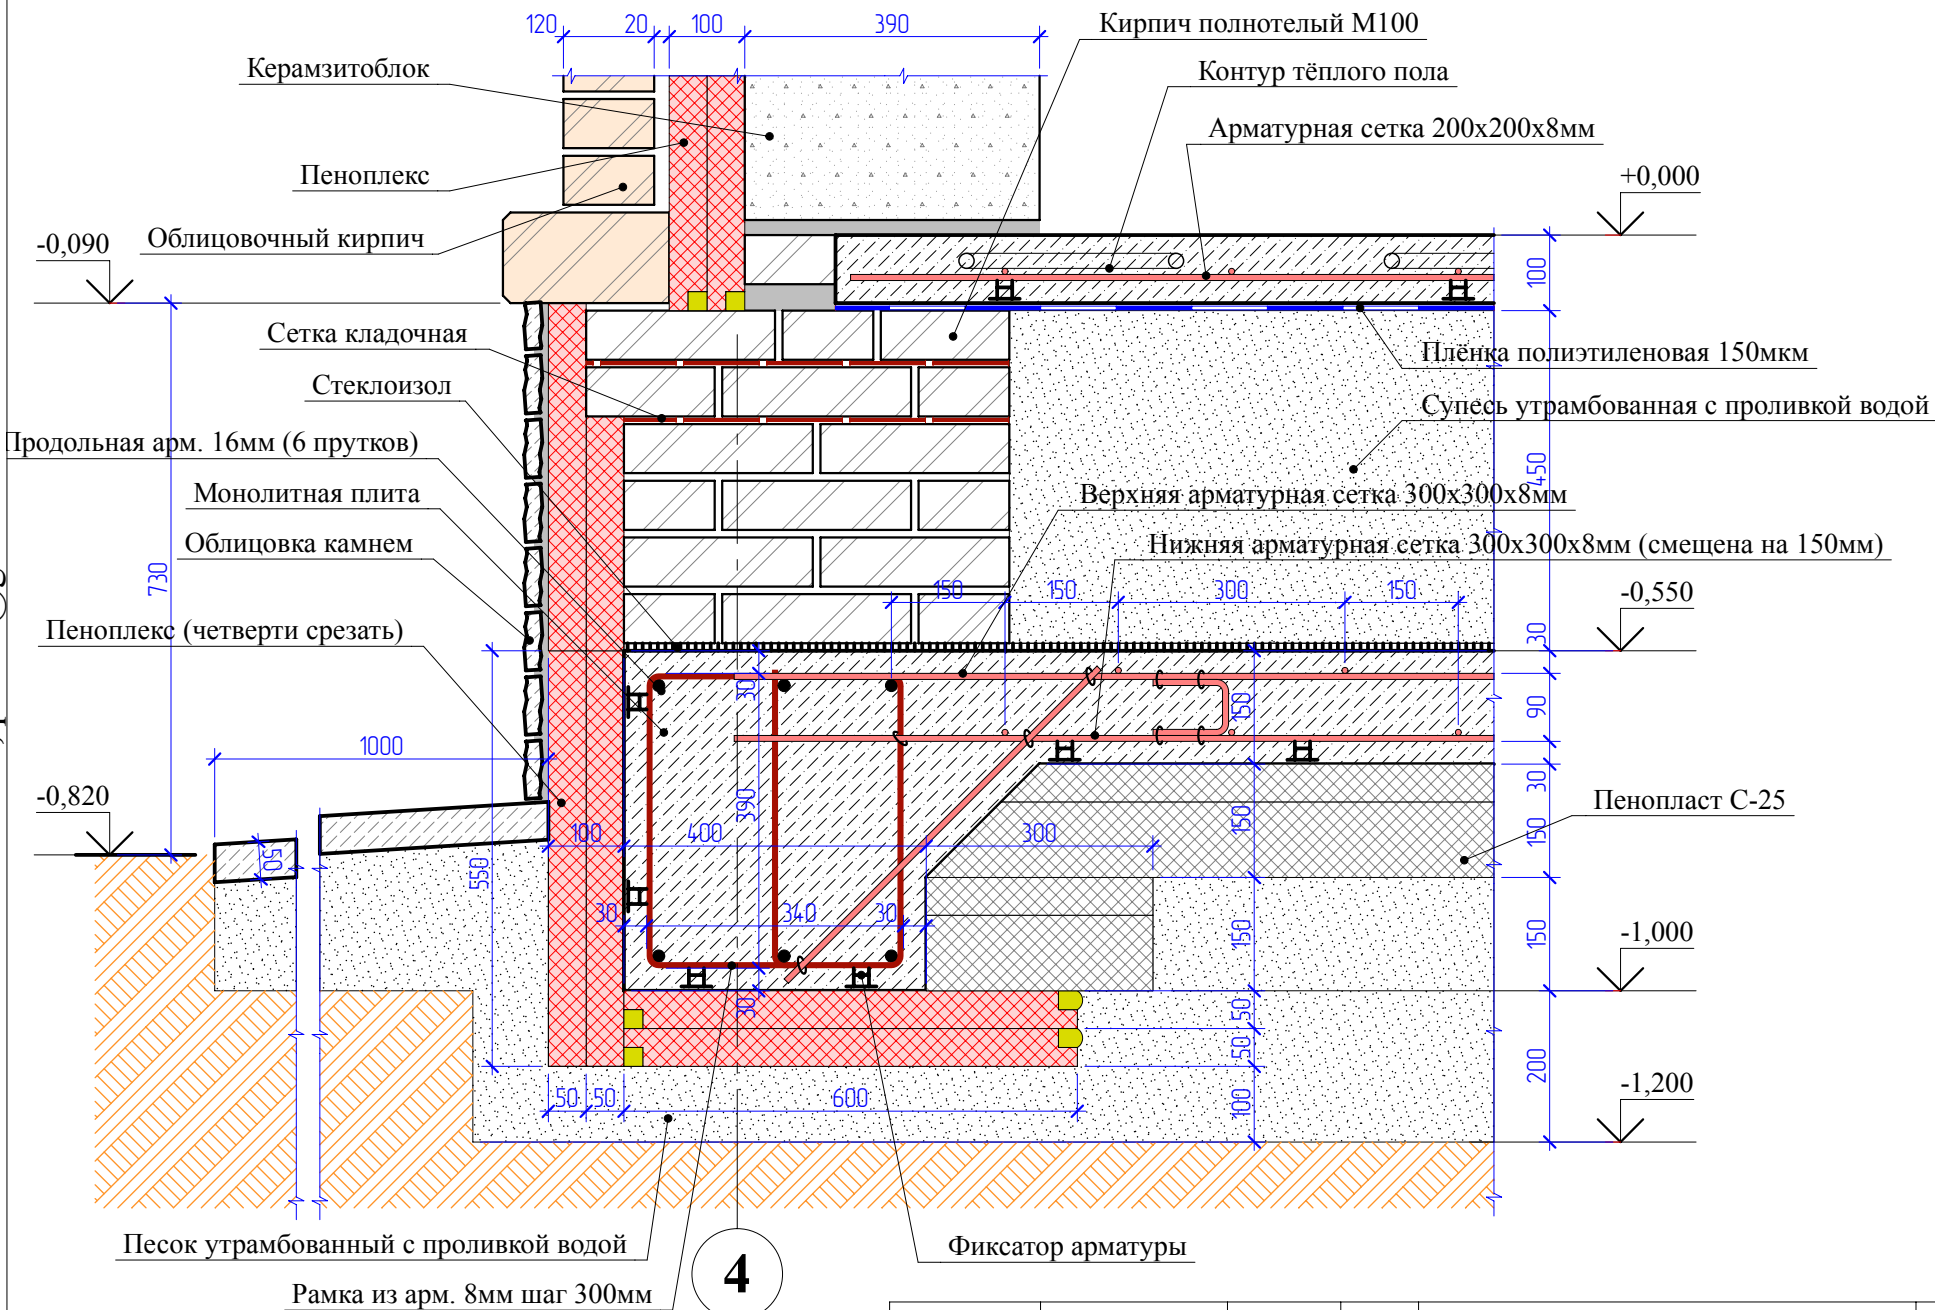 120 20 100 390
Кирпич полнотелый М100
Керамзитоблок
Контур тёплого пола
Арматурная сетка 200х200х8мм
Пеноплекс
+0,000
Облицовочный кирпич
-0,090
100
Сетка кладочная
Плёнка полиэтиленовая 150мкм
Стеклоизол
Супесь утрамбованная с проливкой водой
Продольная арм. 16мм (6 прутков)
450
Монолитная плита
Верхняя арматурная сетка 300х300х8мм
Облицовка камнем
Нижняя арматурная сетка 300х300х8мм (смещена на 150мм)
730
150 150 300 150
-0,550
Пеноплекс (четверти срезать)
30
30
150
90
1000
-0,820
390
30
Пенопласт С-25
100 400 300
150
150
50
550
30 340 30
150
150
-1,000
30
50
50
200
-1,200
50 50 600
100
Песок утрамбованный с проливкой водой
Фиксатор арматуры
4
Рамка из арм. 8мм шаг 300мм